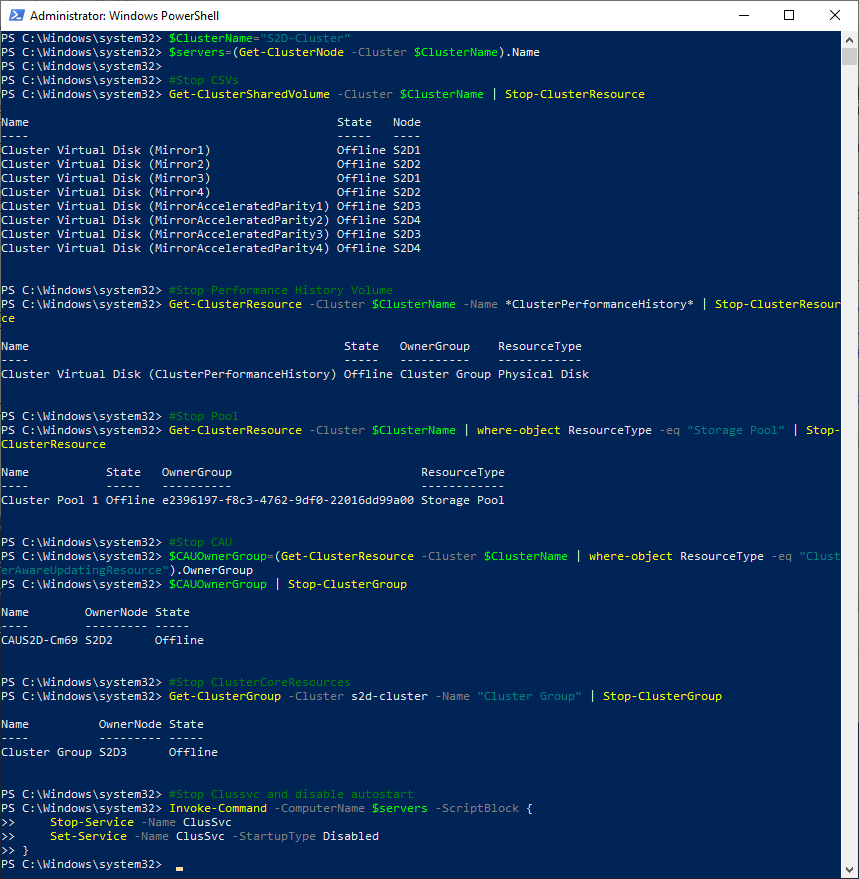 Administrator: Windows PowerShell
PS C:\Windows\system32> $ClusterName="S2D-Cluster"
PS C:\Windows\system32> $servers=(Get-ClusterNode -Cluster $ClusterName).Name
PS C:\Windows\system32>
PS C:\Windows\system32> #Stop CSVs
PS C:\Windows\system32> Get-ClusterSharedVolume -Cluster $ClusterName | Stop-ClusterResource
Name                                            State   Node
----                                            -----   ----
Cluster Virtual Disk (Mirror1)                  Offline S2D1
Cluster Virtual Disk (Mirror2)                  Offline S2D2
Cluster Virtual Disk (Mirror3)                  Offline S2D1
Cluster Virtual Disk (Mirror4)                  Offline S2D2
Cluster Virtual Disk (MirrorAcceleratedParity1) Offline S2D3
Cluster Virtual Disk (MirrorAcceleratedParity2) Offline S2D4
Cluster Virtual Disk (MirrorAcceleratedParity3) Offline S2D3
Cluster Virtual Disk (MirrorAcceleratedParity4) Offline S2D4
PS C:\Windows\system32> #Stop Performance History Volume
PS C:\Windows\system32> Get-ClusterResource -Cluster $ClusterName -Name *ClusterPerformanceHistory* | Stop-ClusterResour
ce
Name                                             State   OwnerGroup    ResourceType
----                                             -----   ----------    ------------
Cluster Virtual Disk (ClusterPerformanceHistory) Offline Cluster Group Physical Disk
PS C:\Windows\system32> #Stop Pool
PS C:\Windows\system32> Get-ClusterResource -Cluster $ClusterName | where-object ResourceType -eq "Storage Pool" | Stop-
ClusterResource
Name           State   OwnerGroup                           ResourceType
----           -----   ----------                           ------------
Cluster Pool 1 Offline e2396197-f8c3-4762-9df0-22016dd99a00 Storage Pool
PS C:\Windows\system32> #Stop CAU
PS C:\Windows\system32> $CAUOwnerGroup=(Get-ClusterResource -Cluster $ClusterName | where-object ResourceType -eq "Clust
erAwareUpdatingResource").OwnerGroup
PS C:\Windows\system32> $CAUOwnerGroup | Stop-ClusterGroup
Name        OwnerNode State
----        --------- -----
CAUS2D-Cm69 S2D2      Offline
PS C:\Windows\system32> #Stop ClusterCoreResources
PS C:\Windows\system32> Get-ClusterGroup -Cluster s2d-cluster -Name "Cluster Group" | Stop-ClusterGroup
Name          OwnerNode State
----          --------- -----
Cluster Group S2D3      Offline
PS C:\Windows\system32> #Stop Clussvc and disable autostart
PS C:\Windows\system32> Invoke-Command -ComputerName $servers -ScriptBlock {
>>     Stop-Service -Name ClusSvc
>>     Set-Service -Name ClusSvc -StartupType Disabled
>> }
PS C:\Windows\system32>